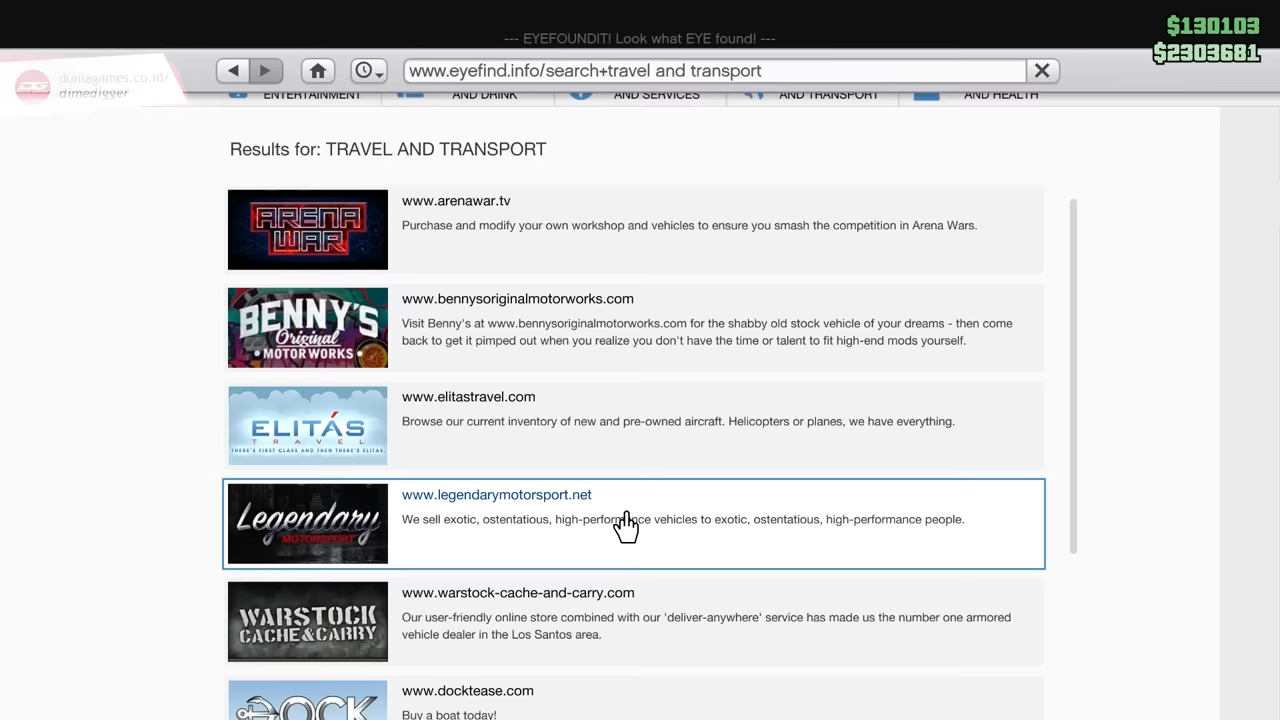 $130103
--- EYEFOUNDIT! Look what EYE found! ---
$2303681
duniagames.co.id/
dimedigger
www.eyefind.info/search+travel and transport
ENTERTAINMENT
AND DRINK
AND SERVICES
AND TRANSPORT
AND HEALTH
Results for: TRAVEL AND TRANSPORT
ARENA
WAR
www.arenawar.tv
Purchase and modify your own workshop and vehicles to ensure you smash the competition in Arena Wars.
BENNY'S
Original
• MOTOR WORKS •
www.bennysoriginalmotorworks.com
Visit Benny's at www.bennysoriginalmotorworks.com for the shabby old stock vehicle of your dreams - then come
back to get it pimped out when you realize you don't have the time or talent to fit high-end mods yourself.
ELITÁS
TRAVEL
THERE'S FIRST CLASS AND THEN THERE'S ELITAS.
www.elitastravel.com
Browse our current inventory of new and pre-owned aircraft. Helicopters or planes, we have everything.
Legendary
MOTORSPORT
www.legendarymotorsport.net
We sell exotic, ostentatious, high-performance vehicles to exotic, ostentatious, high-performance people.
WARSTOCK
CACHE&CARRY
www.warstock-cache-and-carry.com
Our user-friendly online store combined with our 'deliver-anywhere' service has made us the number one armored
vehicle dealer in the Los Santos area.
DOCK
www.docktease.com
Buy a boat today!